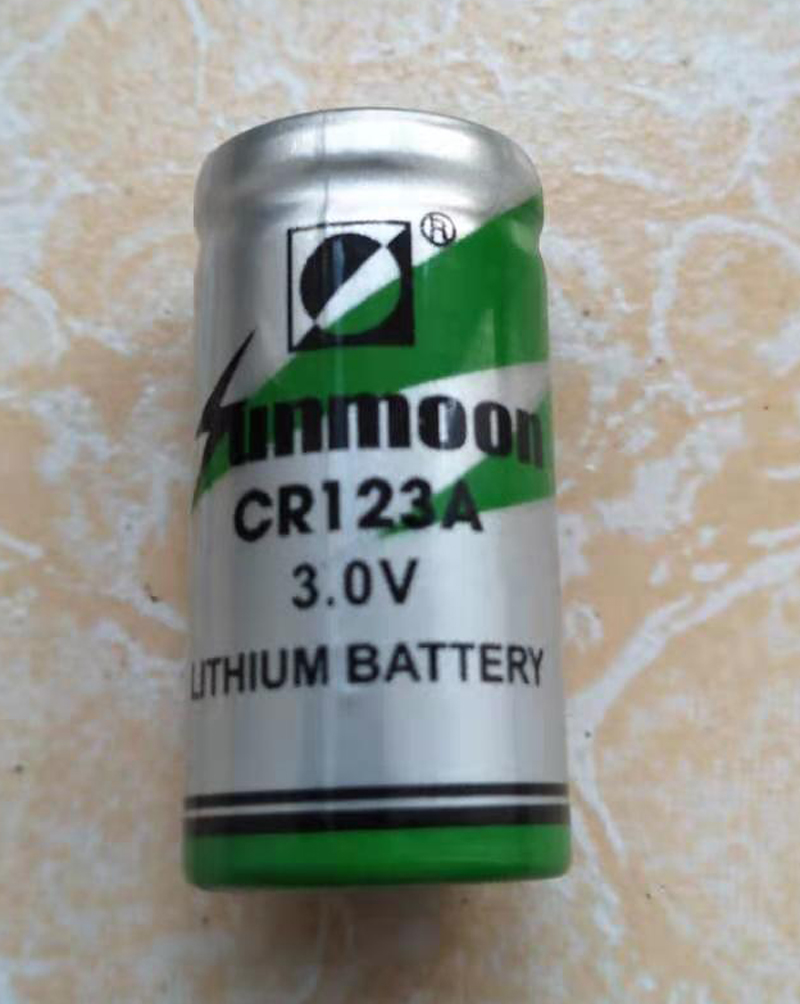 ®
Sunmoon
CR123A
3.0V
LITHIUM BATTERY